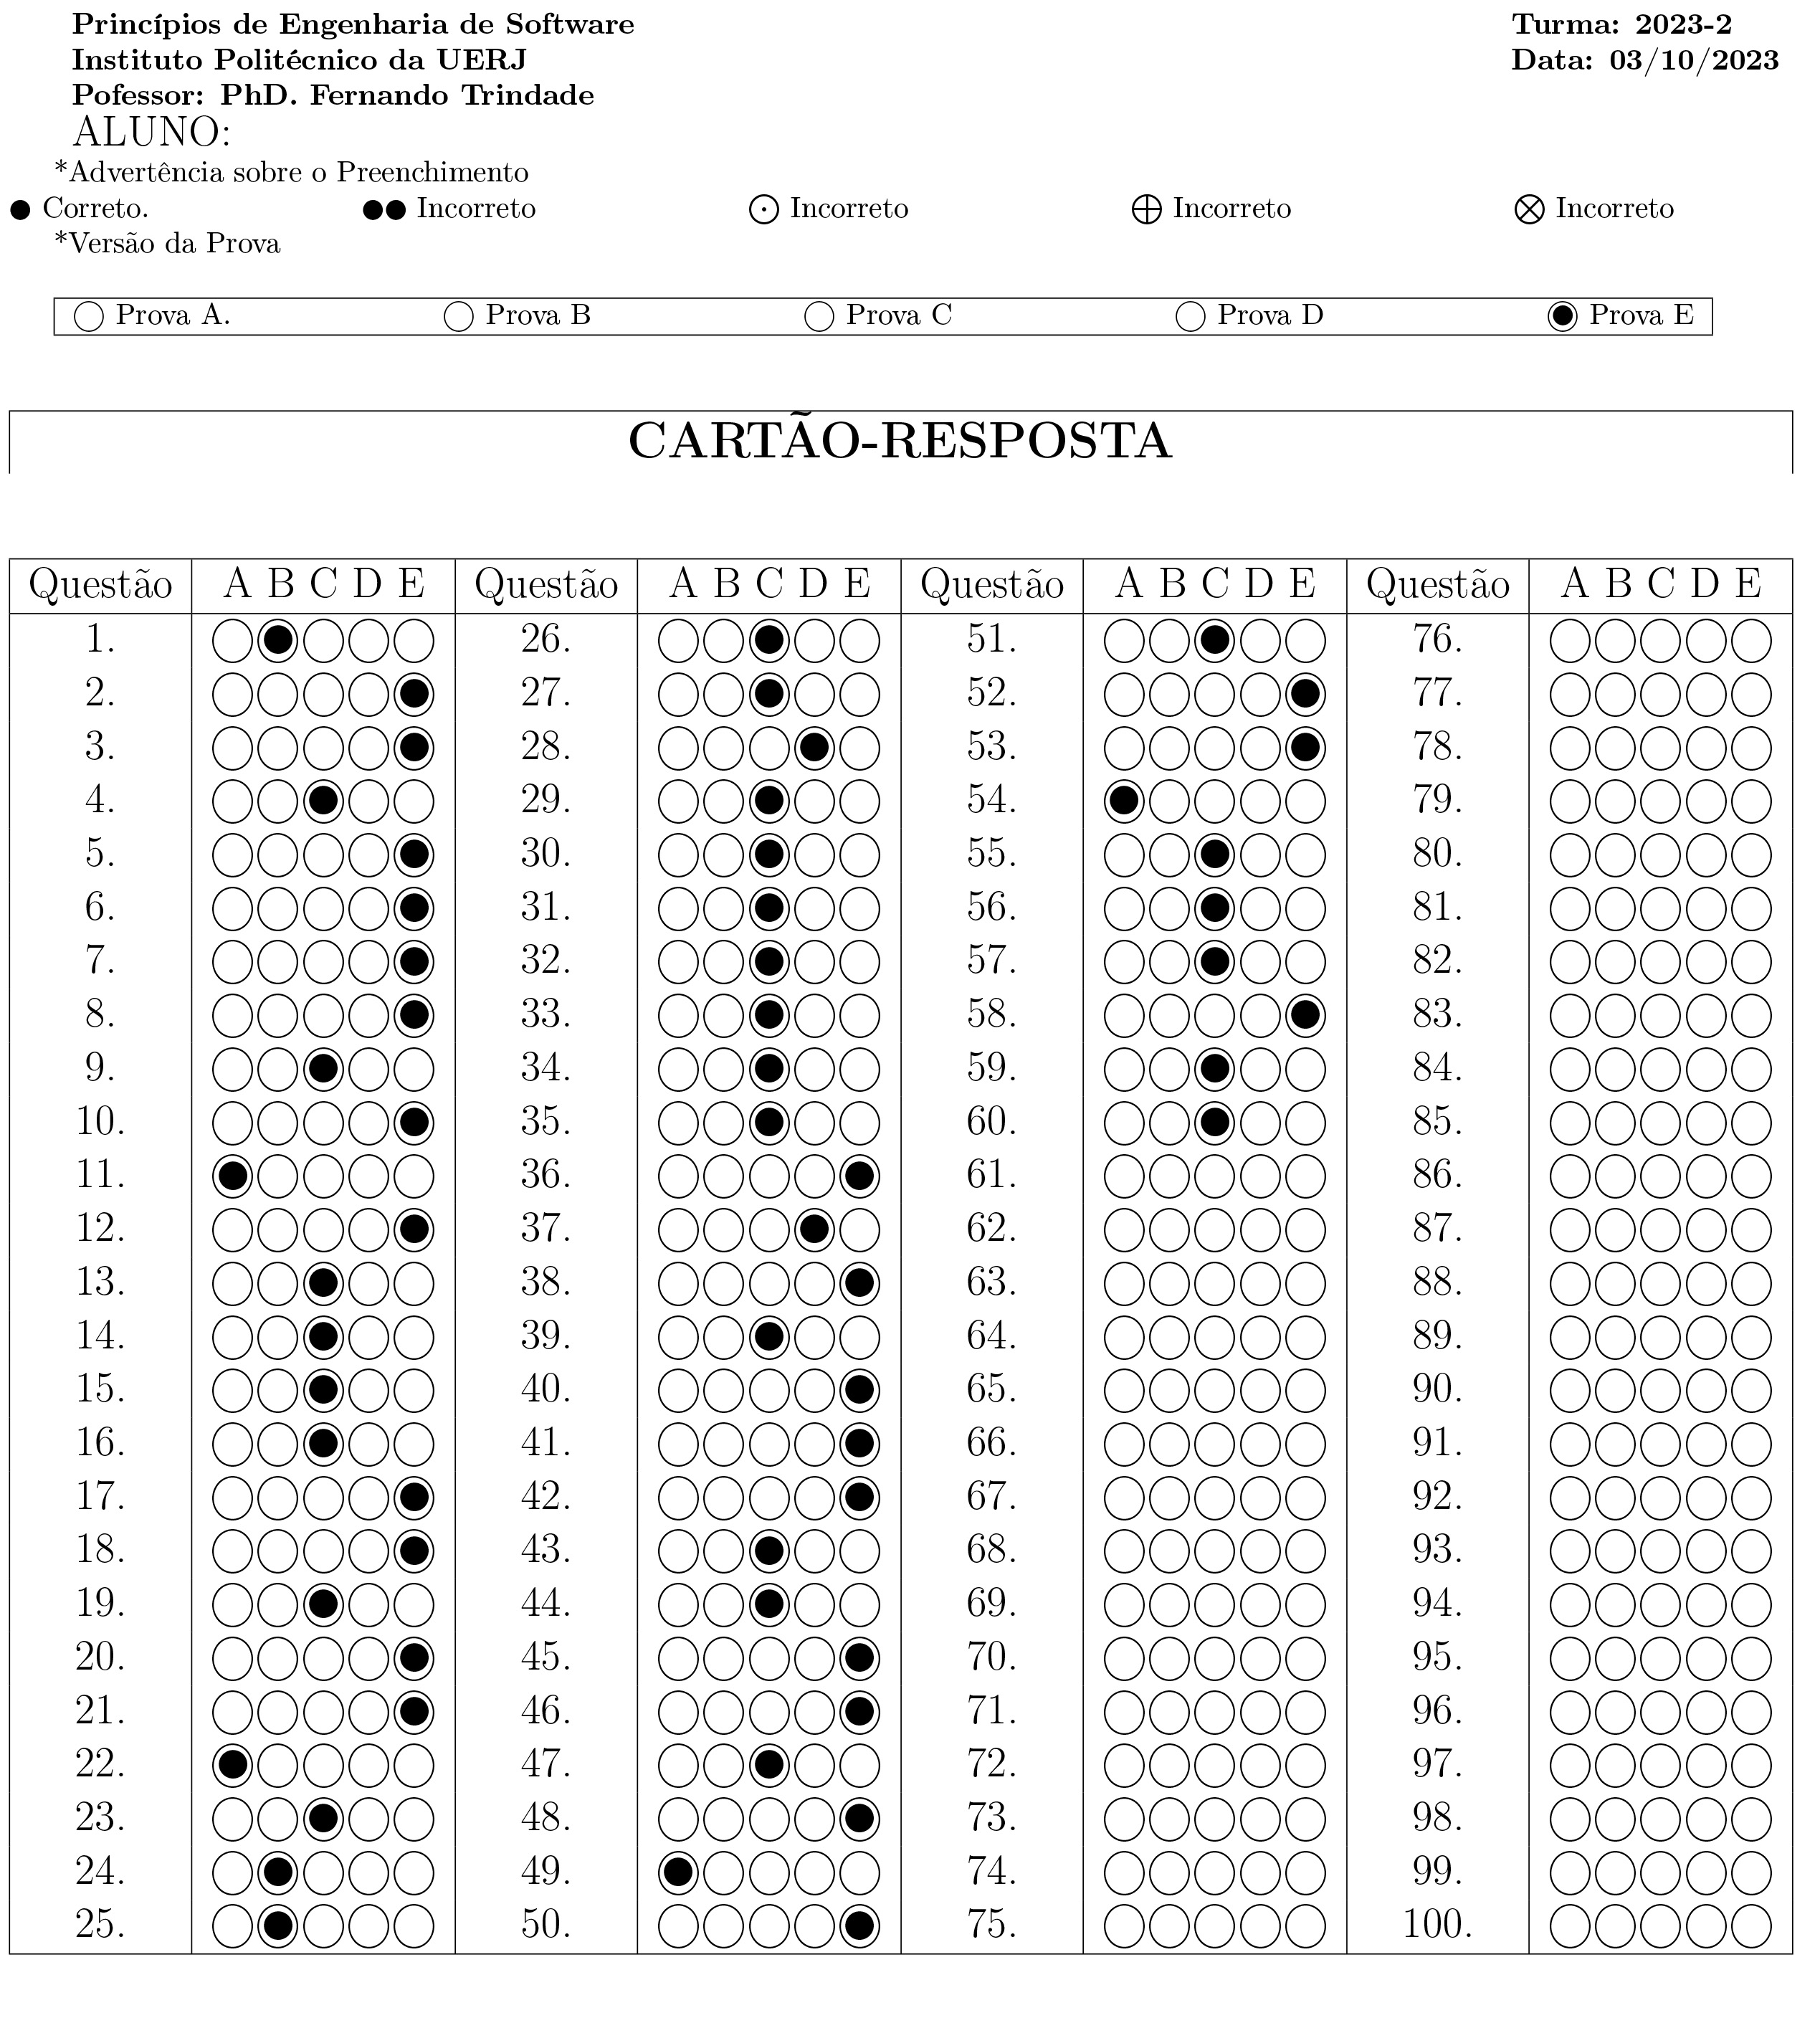 Princípios de Engenharia de Software Turma: 2023-2
Instituto Politécnico da UERJ Data: 03/10/2023
Pofessor: PhD. Fernando Trindade
ALUNO:
*Advertência sobre o Preenchimento
● Correto. ●● Incorreto ⊙ Incorreto ⊕ Incorreto ⊗ Incorreto
*Versão da Prova
○ Prova A. ○ Prova B ○ Prova C ○ Prova D ◉ Prova E
CARTÃO-RESPOSTA
Questão A B C D E Questão A B C D E Questão A B C D E Questão A B C D E
1. ○◉○○○ 26. ○○◉○○ 51. ○○◉○○ 76. ○○○○○
2. ○○○○◉ 27. ○○◉○○ 52. ○○○○◉ 77. ○○○○○
3. ○○○○◉ 28. ○○○◉○ 53. ○○○○◉ 78. ○○○○○
4. ○○◉○○ 29. ○○◉○○ 54. ◉○○○○ 79. ○○○○○
5. ○○○○◉ 30. ○○◉○○ 55. ○○◉○○ 80. ○○○○○
6. ○○○○◉ 31. ○○◉○○ 56. ○○◉○○ 81. ○○○○○
7. ○○○○◉ 32. ○○◉○○ 57. ○○◉○○ 82. ○○○○○
8. ○○○○◉ 33. ○○◉○○ 58. ○○○○◉ 83. ○○○○○
9. ○○◉○○ 34. ○○◉○○ 59. ○○◉○○ 84. ○○○○○
10. ○○○○◉ 35. ○○◉○○ 60. ○○◉○○ 85. ○○○○○
11. ◉○○○○ 36. ○○○○◉ 61. ○○○○○ 86. ○○○○○
12. ○○○○◉ 37. ○○○◉○ 62. ○○○○○ 87. ○○○○○
13. ○○◉○○ 38. ○○○○◉ 63. ○○○○○ 88. ○○○○○
14. ○○◉○○ 39. ○○◉○○ 64. ○○○○○ 89. ○○○○○
15. ○○◉○○ 40. ○○○○◉ 65. ○○○○○ 90. ○○○○○
16. ○○◉○○ 41. ○○○○◉ 66. ○○○○○ 91. ○○○○○
17. ○○○○◉ 42. ○○○○◉ 67. ○○○○○ 92. ○○○○○
18. ○○○○◉ 43. ○○◉○○ 68. ○○○○○ 93. ○○○○○
19. ○○◉○○ 44. ○○◉○○ 69. ○○○○○ 94. ○○○○○
20. ○○○○◉ 45. ○○○○◉ 70. ○○○○○ 95. ○○○○○
21. ○○○○◉ 46. ○○○○◉ 71. ○○○○○ 96. ○○○○○
22. ◉○○○○ 47. ○○◉○○ 72. ○○○○○ 97. ○○○○○
23. ○○◉○○ 48. ○○○○◉ 73. ○○○○○ 98. ○○○○○
24. ○◉○○○ 49. ◉○○○○ 74. ○○○○○ 99. ○○○○○
25. ○◉○○○ 50. ○○○○◉ 75. ○○○○○ 100. ○○○○○